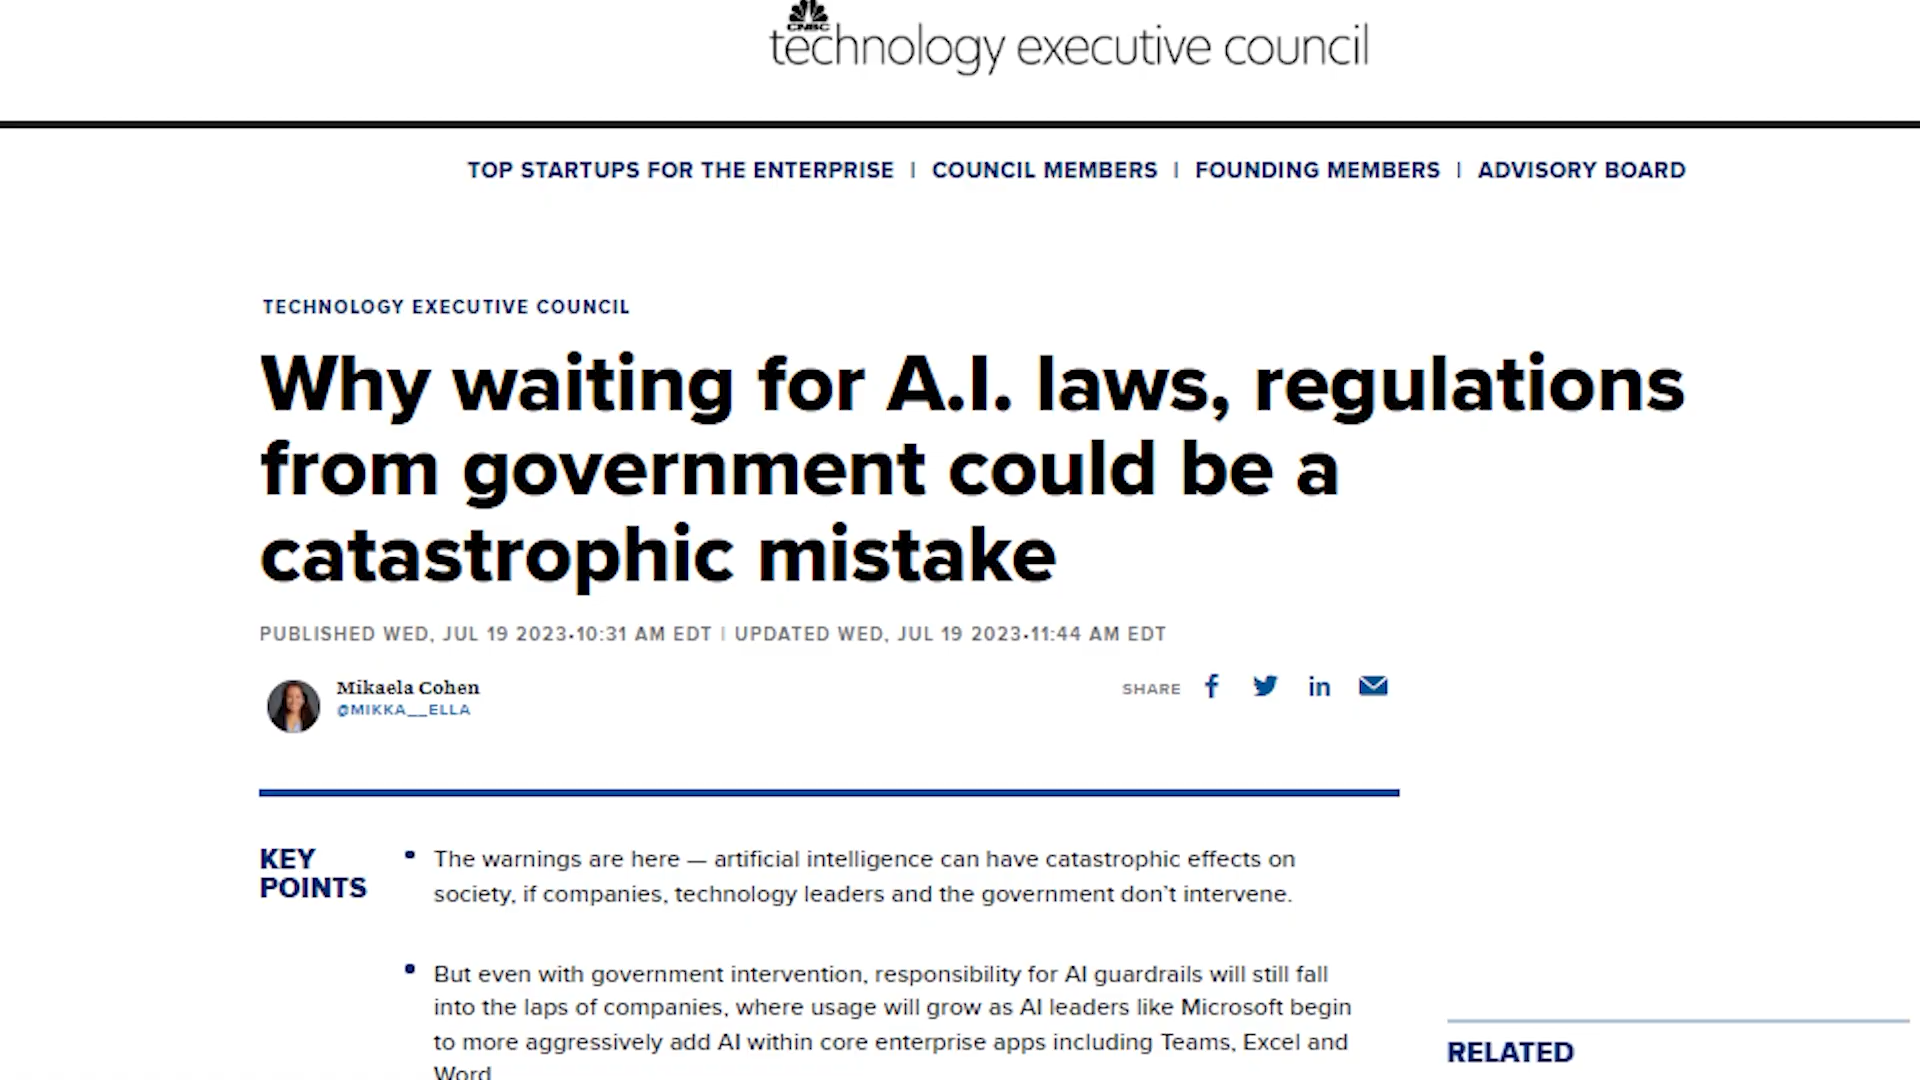 CNBC
technology executive council
TOP STARTUPS FOR THE ENTERPRISE | COUNCIL MEMBERS | FOUNDING MEMBERS | ADVISORY BOARD
TECHNOLOGY EXECUTIVE COUNCIL
Why waiting for A.I. laws, regulations
from government could be a
catastrophic mistake
PUBLISHED WED, JUL 19 2023•10:31 AM EDT | UPDATED WED, JUL 19 2023•11:44 AM EDT
Mikaela Cohen
@MIKKA__ELLA
SHARE
KEY
POINTS
• The warnings are here — artificial intelligence can have catastrophic effects on
society, if companies, technology leaders and the government don’t intervene.
• But even with government intervention, responsibility for AI guardrails will still fall
into the laps of companies, where usage will grow as AI leaders like Microsoft begin
to more aggressively add AI within core enterprise apps including Teams, Excel and
Word
RELATED